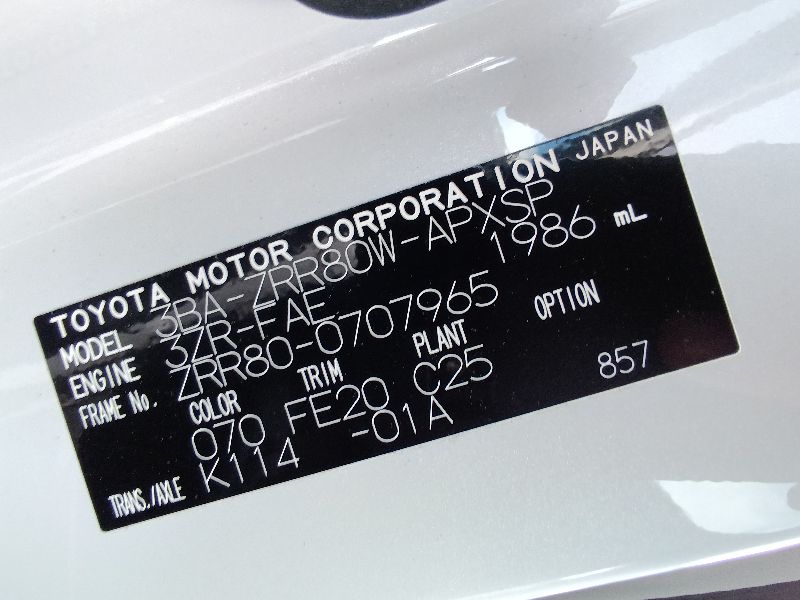 TOYOTA MOTOR CORPORATION JAPAN
MODEL 3BA-ZRR80W-APXSP
ENGINE 3ZR-FAE 1986 mL
FRAME No. ZRR80-0707965
COLOR TRIM PLANT OPTION
070 FE20 C25 857
TRANS./AXLE K114 -01A